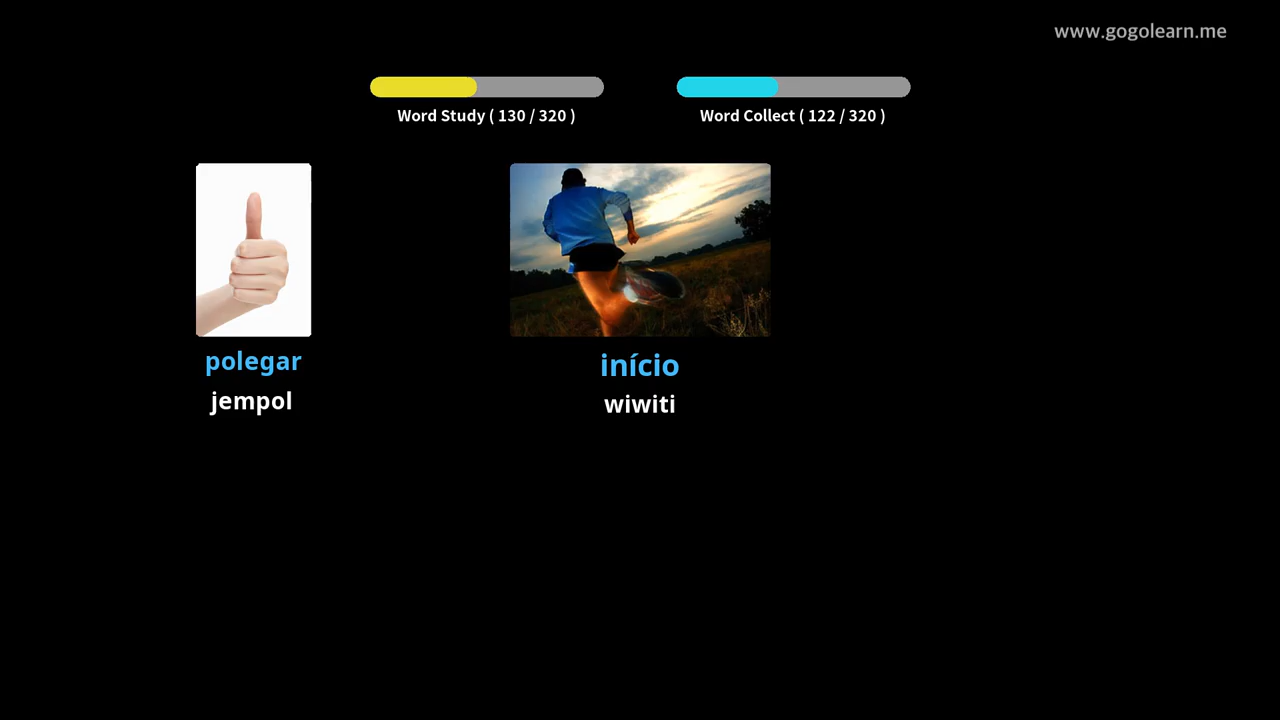 www.gogolearn.me
Word Study ( 130 / 320 )
Word Collect ( 122 / 320 )
polegar
jempol
início
wiwiti